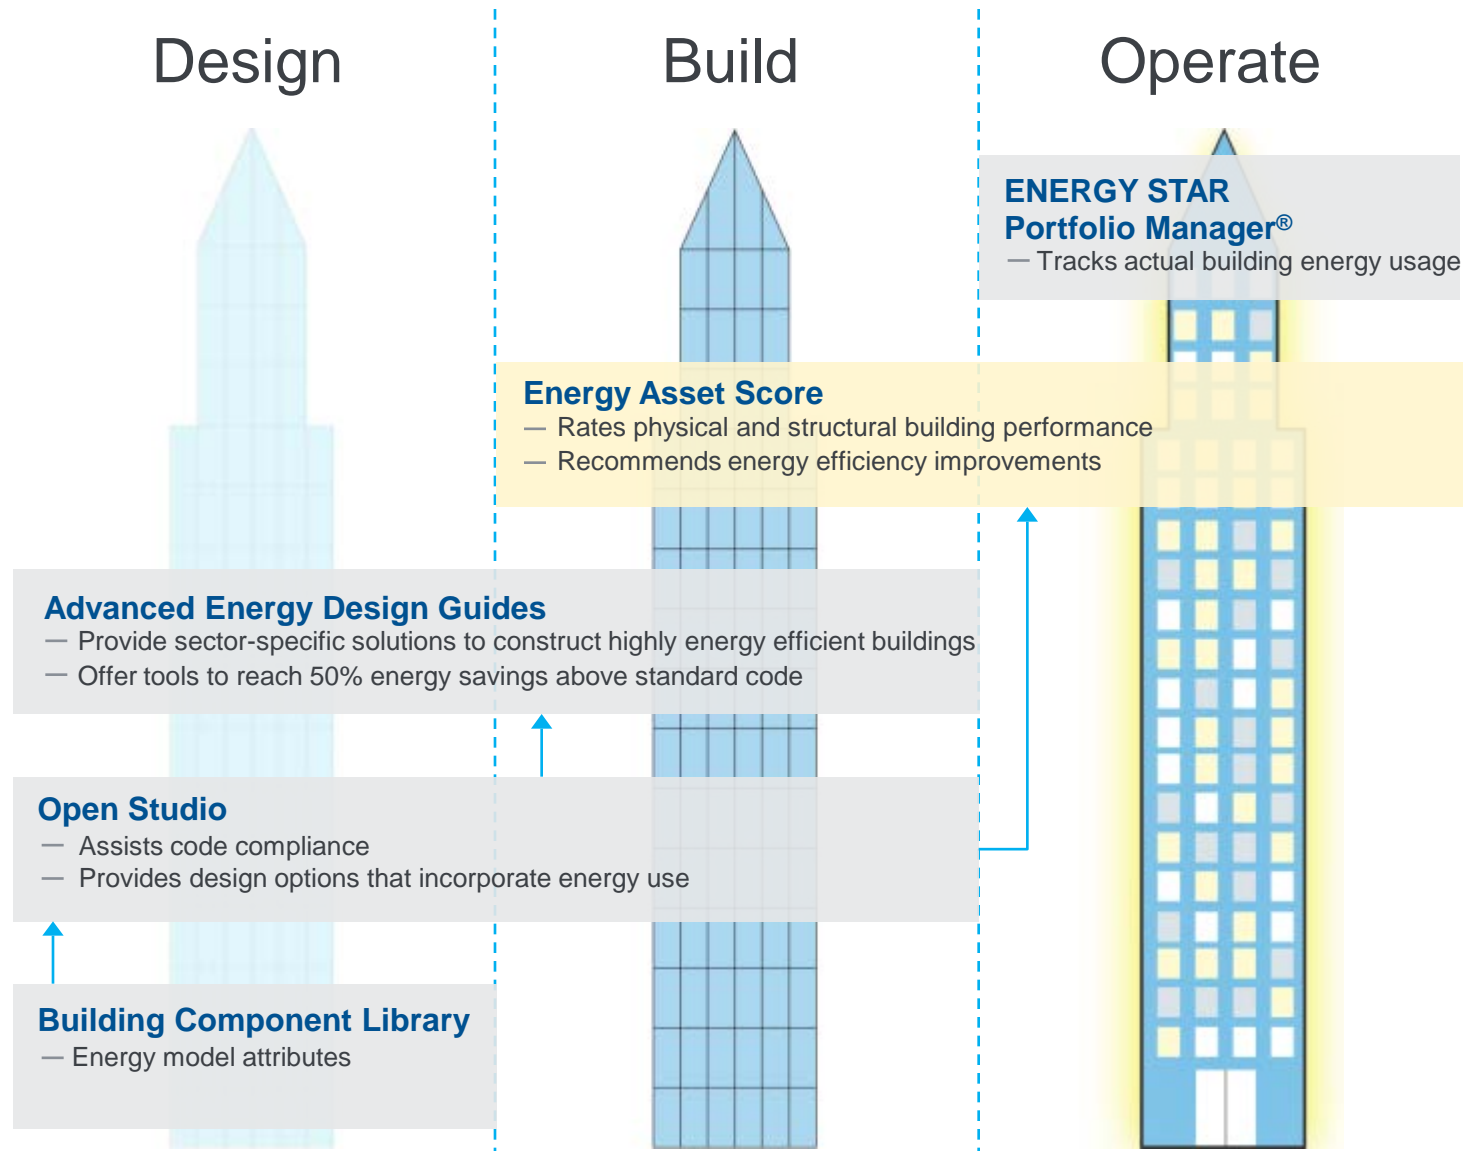 Design
Build
Operate
ENERGY STAR
Portfolio Manager®
— Tracks actual building energy usage
Energy Asset Score
— Rates physical and structural building performance
— Recommends energy efficiency improvements
Advanced Energy Design Guides
— Provide sector-specific solutions to construct highly energy efficient buildings
— Offer tools to reach 50% energy savings above standard code
Open Studio
— Assists code compliance
— Provides design options that incorporate energy use
Building Component Library
— Energy model attributes